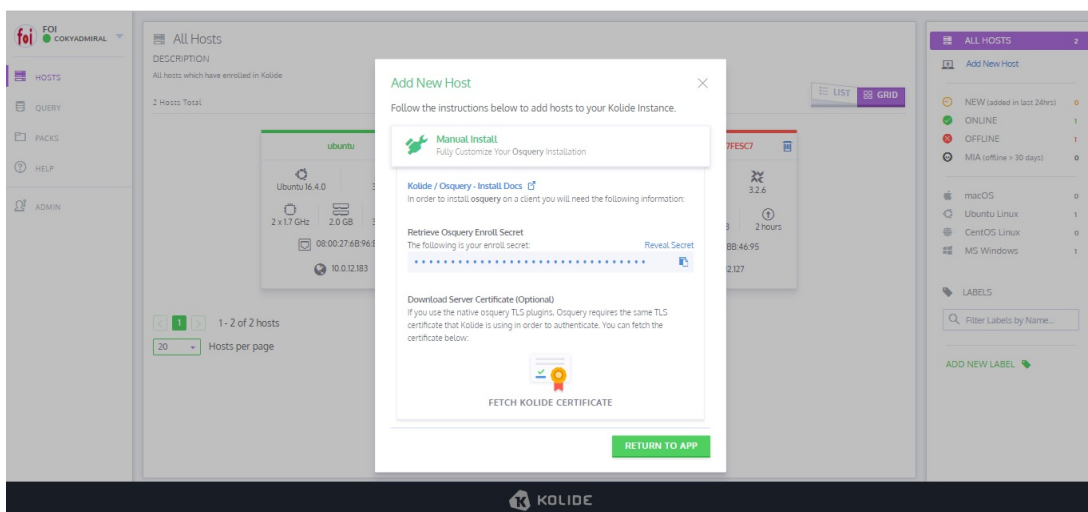 foi
FOI
COKYADMIRAL
HOSTS
QUERY
PACKS
HELP
ADMIN
All Hosts
DESCRIPTION
All hosts which have enrolled in Kolide
2 Hosts Total
LIST
GRID
ubuntu
Ubuntu 16.4.0
2 x 1.7 GHz
2.0 GB
08:00:27:6B:96:
10.0.12.183
7FESC7
3.2.6
2 hours
BB:46:95
2.127
1
1 - 2 of 2 hosts
20
Hosts per page
Add New Host
Follow the instructions below to add hosts to your Kolide Instance.
Manual Install
Fully Customize Your Osquery Installation
Kolide / Osquery - Install Docs
In order to install osquery on a client you will need the following information:
Retrieve Osquery Enroll Secret
The following is your enroll secret:
Reveal Secret
Download Server Certificate (Optional)
If you use the native osquery TLS plugins, Osquery requires the same TLS
certificate that Kolide is using in order to authenticate. You can fetch the
certificate below:
FETCH KOLIDE CERTIFICATE
RETURN TO APP
ALL HOSTS 2
Add New Host
NEW (added in last 24hrs) 0
ONLINE 1
OFFLINE 1
MIA (offline > 30 days) 0
macOS 0
Ubuntu Linux 1
CentOS Linux 0
MS Windows 1
LABELS
Filter Labels by Name...
ADD NEW LABEL
KOLIDE